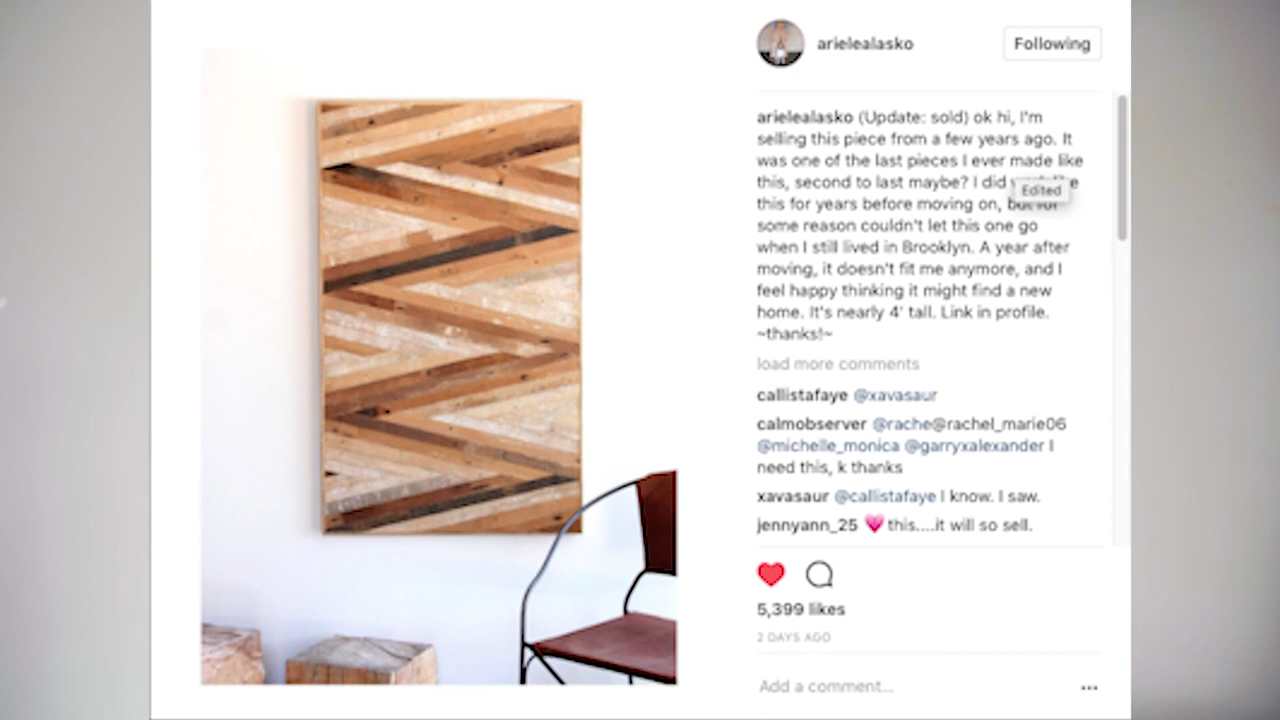 arielealasko
Following
arielealasko (Update: sold) ok hi, I'm
selling this piece from a few years ago. It
was one of the last pieces I ever made like
this, second to last maybe? I did
Edited
this for years before moving on, but for
some reason couldn't let this one go
when I still lived in Brooklyn. A year after
moving, it doesn't fit me anymore, and I
feel happy thinking it might find a new
home. It's nearly 4' tall. Link in profile.
~thanks!~
load more comments
callistafaye @xavasaur
calmobserver @rache@rachel_marie06
@michelle_monica @garryxalexander I
need this, k thanks
xavasaur @callistafaye I know. I saw.
jennyann_25 💗this....it will so sell.
5,399 likes
2 DAYS AGO
Add a comment...